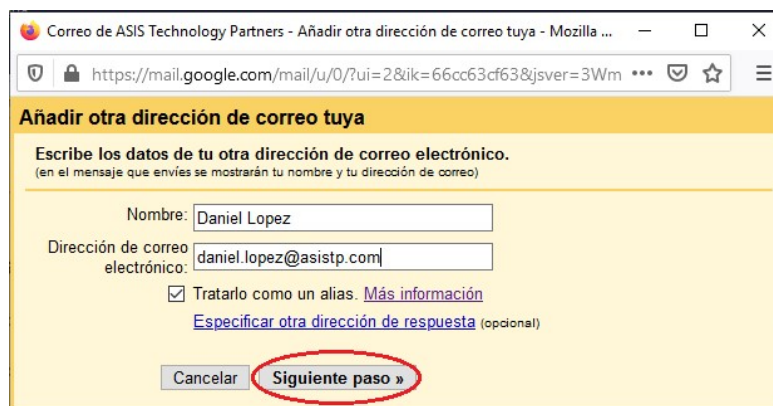 Correo de ASIS Technology Partners - Añadir otra dirección de correo tuya - Mozilla ...
https://mail.google.com/mail/u/0/?ui=2&ik=66cc63cf63&jsver=3Wm
Añadir otra dirección de correo tuya
Escribe los datos de tu otra dirección de correo electrónico.
(en el mensaje que envíes se mostrarán tu nombre y tu dirección de correo)
Nombre: Daniel Lopez
Dirección de correo
electrónico: daniel.lopez@asistp.com
Tratarlo como un alias. Más información
Especificar otra dirección de respuesta (opcional)
Cancelar Siguiente paso »